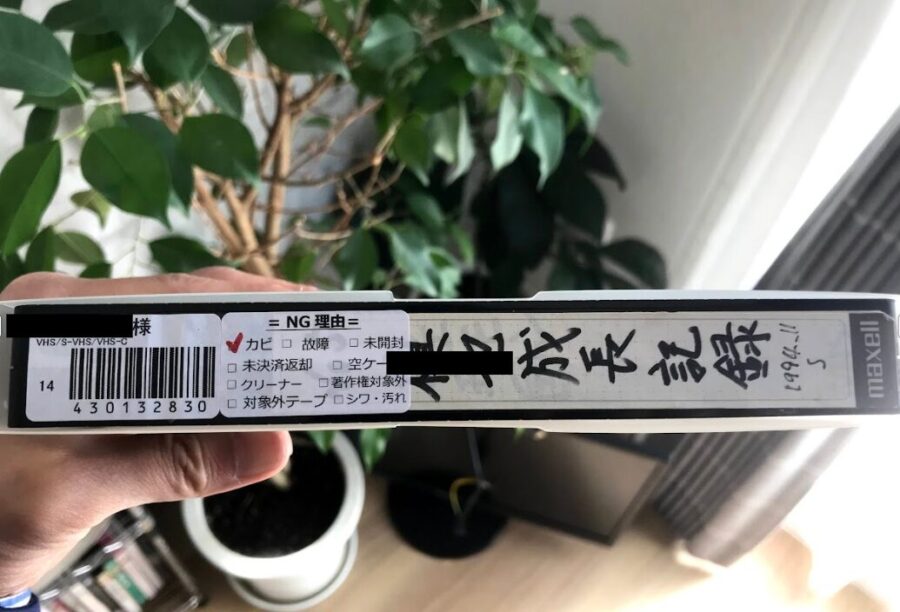 様
VHS/S-VHS/VHS-C
14
430132830
= NG 理由=
✓カビ □ 故障 □ 未開封
□ 未決済返却 □ 空ケー
□ クリーナー □ 著作権対象外
□ 対象外テープ □ シワ・汚れ
成長記録
1994.11
S
maxell